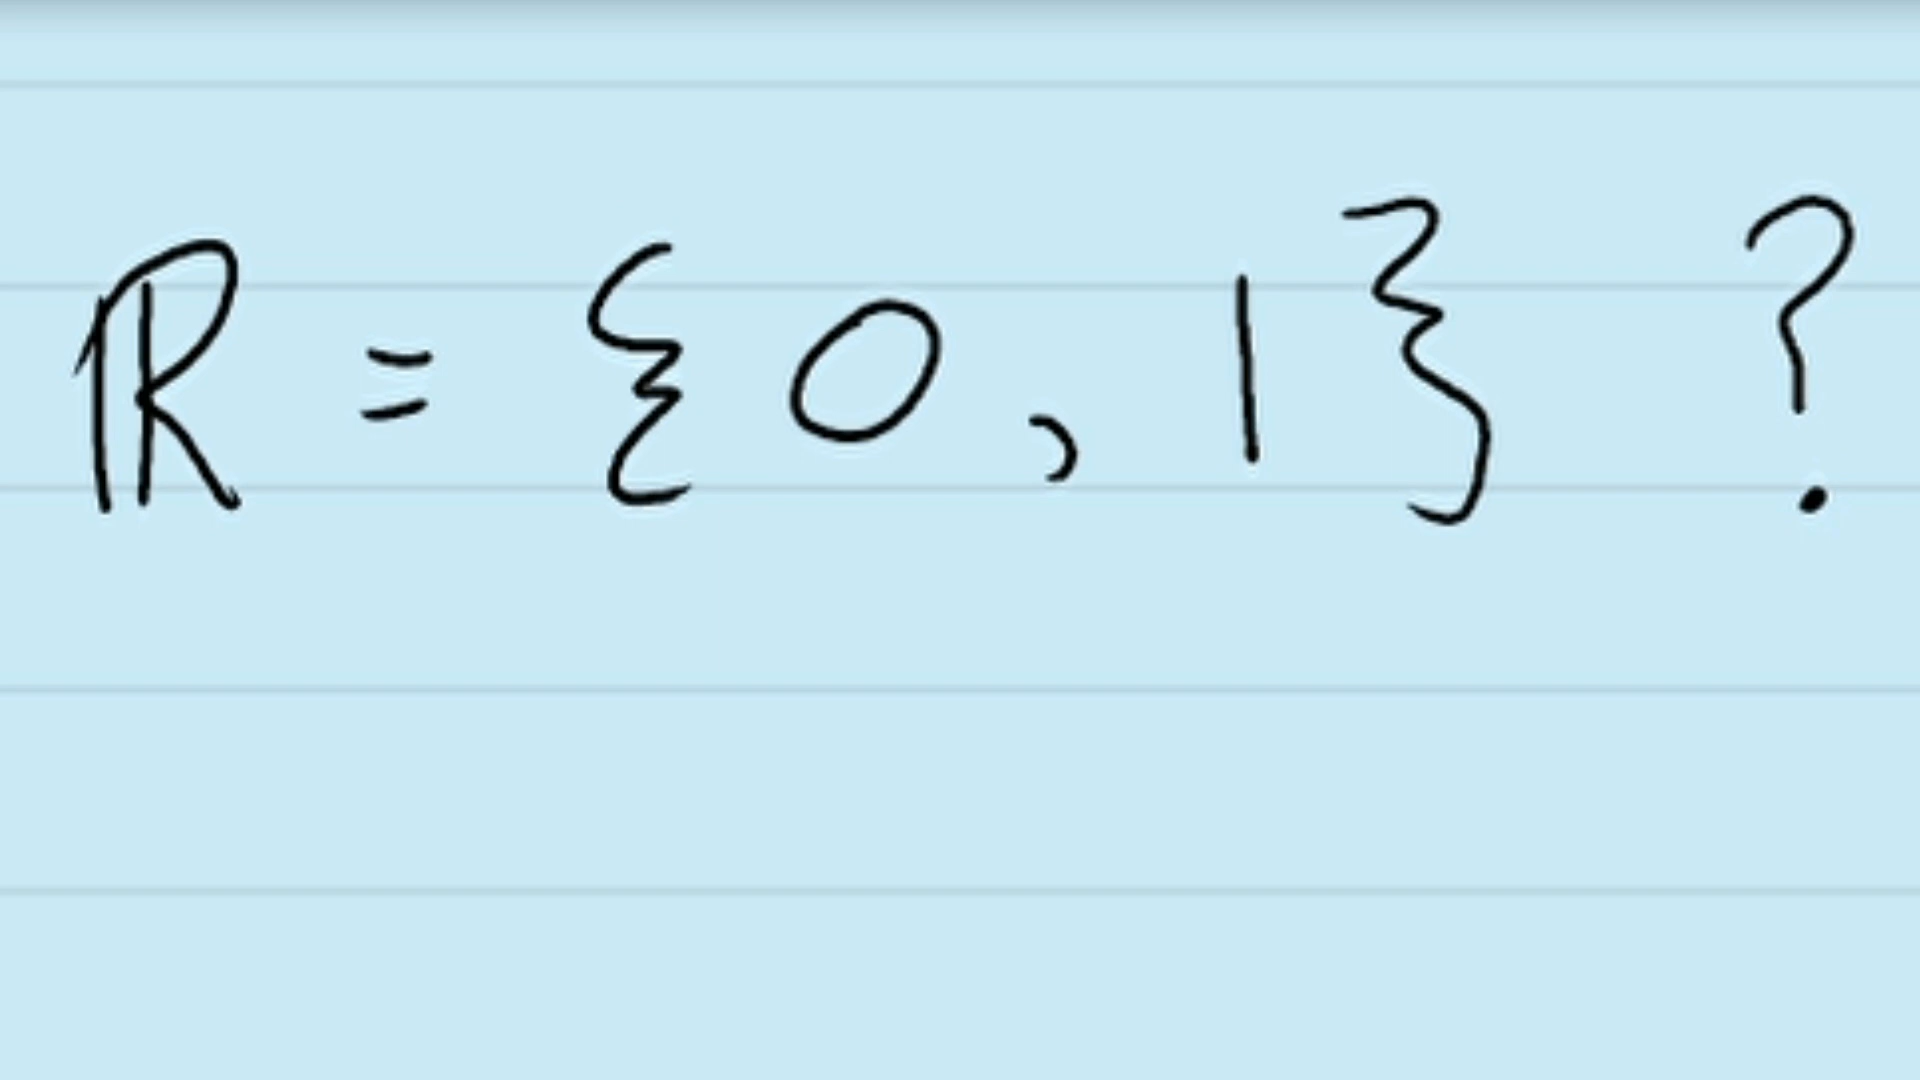 ℝ = {0, 1} ?